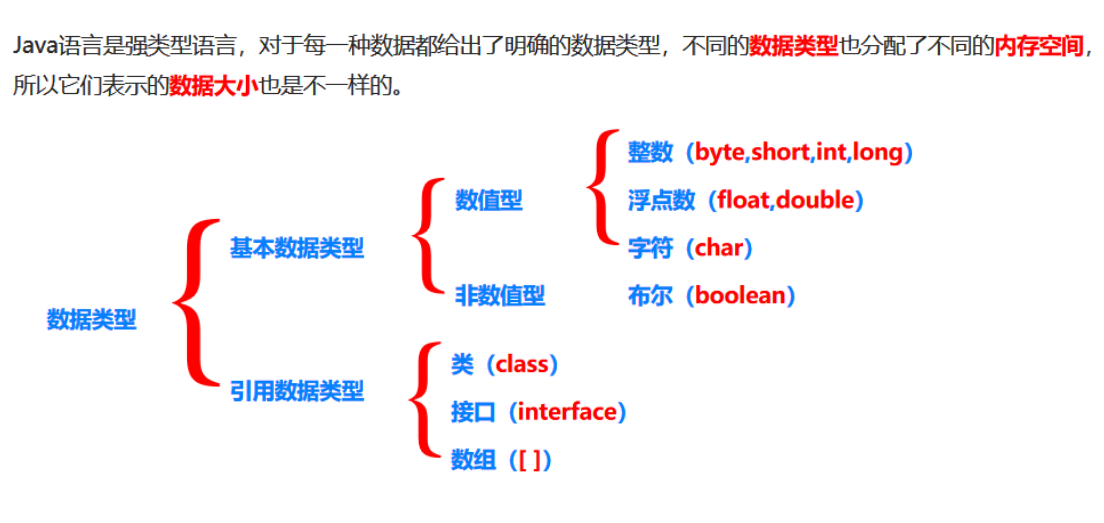 Java语言是强类型语言，对于每一种数据都给出了明确的数据类型，不同的数据类型也分配了不同的内存空间，
所以它们表示的数据大小也是不一样的。
整数（byte,short,int,long）
数值型
浮点数（float,double）
基本数据类型
字符（char）
非数值型
布尔（boolean）
数据类型
类（class）
引用数据类型
接口（interface）
数组（[ ]）